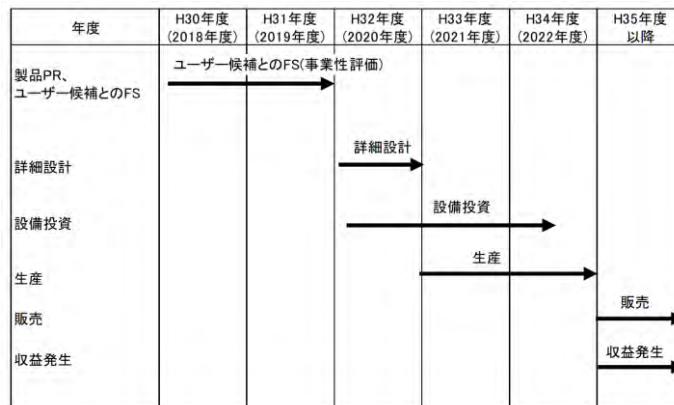 年度
H30年度
(2018年度)
H31年度
(2019年度)
H32年度
(2020年度)
H33年度
(2021年度)
H34年度
(2022年度)
H35年度
以降
製品PR、
ユーザー候補とのFS
ユーザー候補とのFS(事業性評価)
詳細設計
詳細設計
設備投資
設備投資
生産
生産
販売
販売
収益発生
収益発生